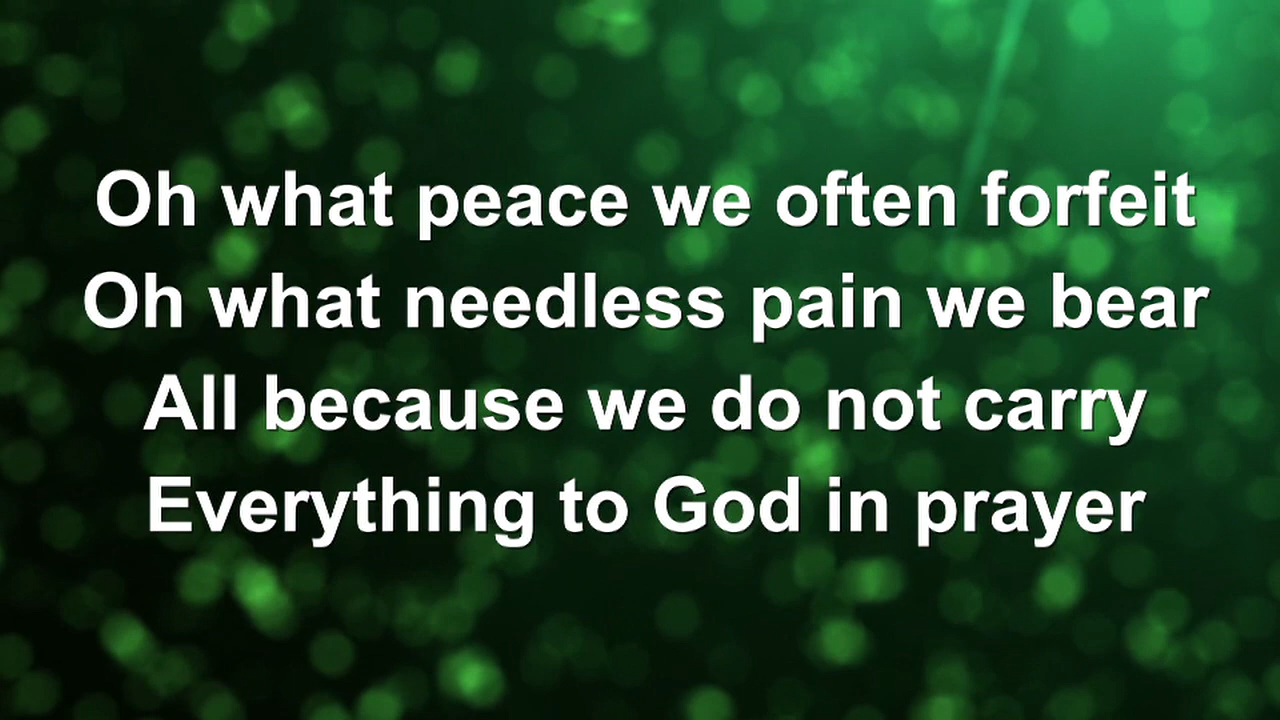 Oh what peace we often forfeit
Oh what needless pain we bear
All because we do not carry
Everything to God in prayer